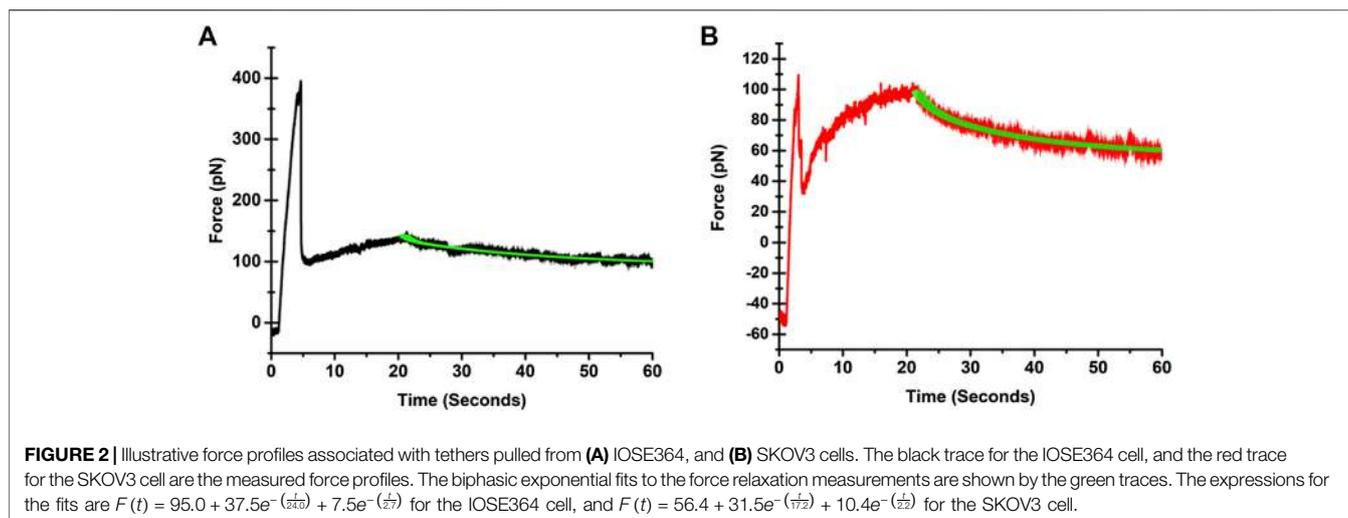 A
B
400
300
200
100
0
Force (pN)
0 10 20 30 40 50 60
Time (Seconds)
120
100
80
60
40
20
0
-20
-40
-60
Force (pN)
0 10 20 30 40 50 60
Time (Seconds)
FIGURE 2 | Illustrative force profiles associated with tethers pulled from (A) IOSE364, and (B) SKOV3 cells. The black trace for the IOSE364 cell, and the red trace
for the SKOV3 cell are the measured force profiles. The biphasic exponential fits to the force relaxation measurements are shown by the green traces. The expressions for
the fits are F(t) = 95.0 + 37.5e^−(t/24.0) + 7.5e^−(t/2.7) for the IOSE364 cell, and F(t) = 56.4 + 31.5e^−(t/17.2) + 10.4e^−(t/2.2) for the SKOV3 cell.